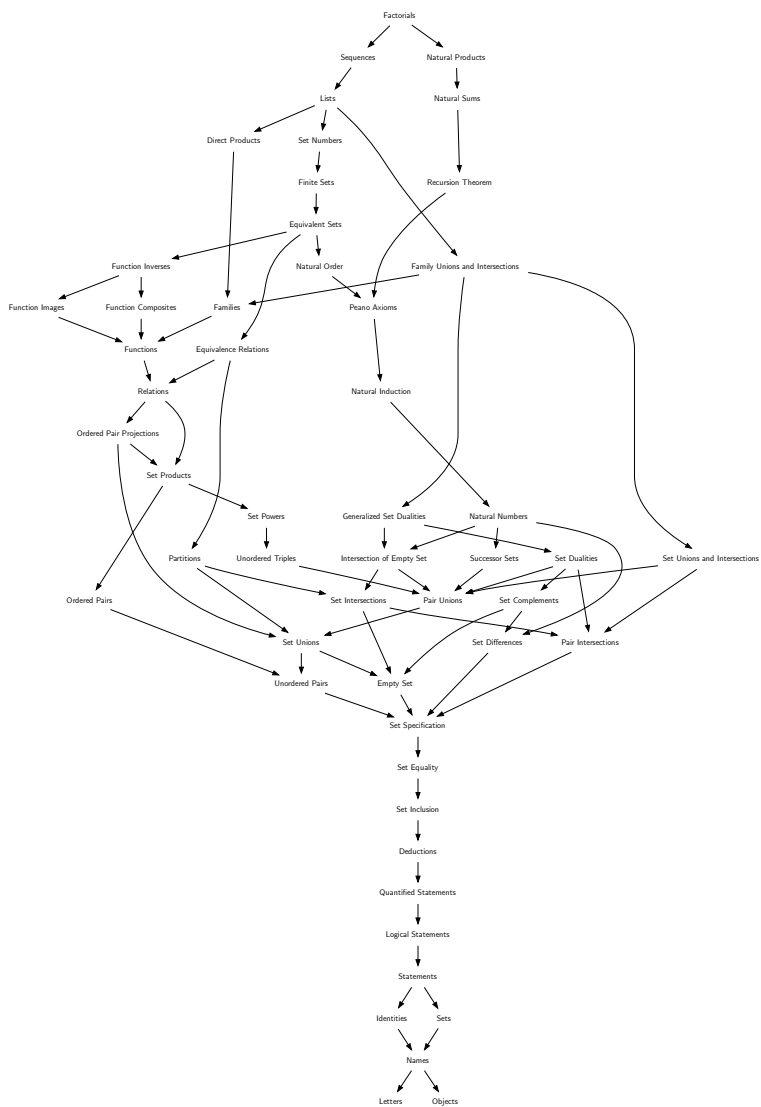 Factorials
Sequences
Natural Products
Lists
Natural Sums
Direct Products
Set Numbers
Finite Sets
Recursion Theorem
Equivalent Sets
Function Inverses
Natural Order
Family Unions and Intersections
Function Images
Function Composites
Families
Peano Axioms
Functions
Equivalence Relations
Relations
Natural Induction
Ordered Pair Projections
Set Products
Set Powers
Generalized Set Dualities
Natural Numbers
Partitions
Unordered Triples
Intersection of Empty Set
Successor Sets
Set Dualities
Set Unions and Intersections
Ordered Pairs
Set Intersections
Pair Unions
Set Complements
Set Unions
Set Differences
Pair Intersections
Unordered Pairs
Empty Set
Set Specification
Set Equality
Set Inclusion
Deductions
Quantified Statements
Logical Statements
Statements
Identities
Sets
Names
Letters
Objects